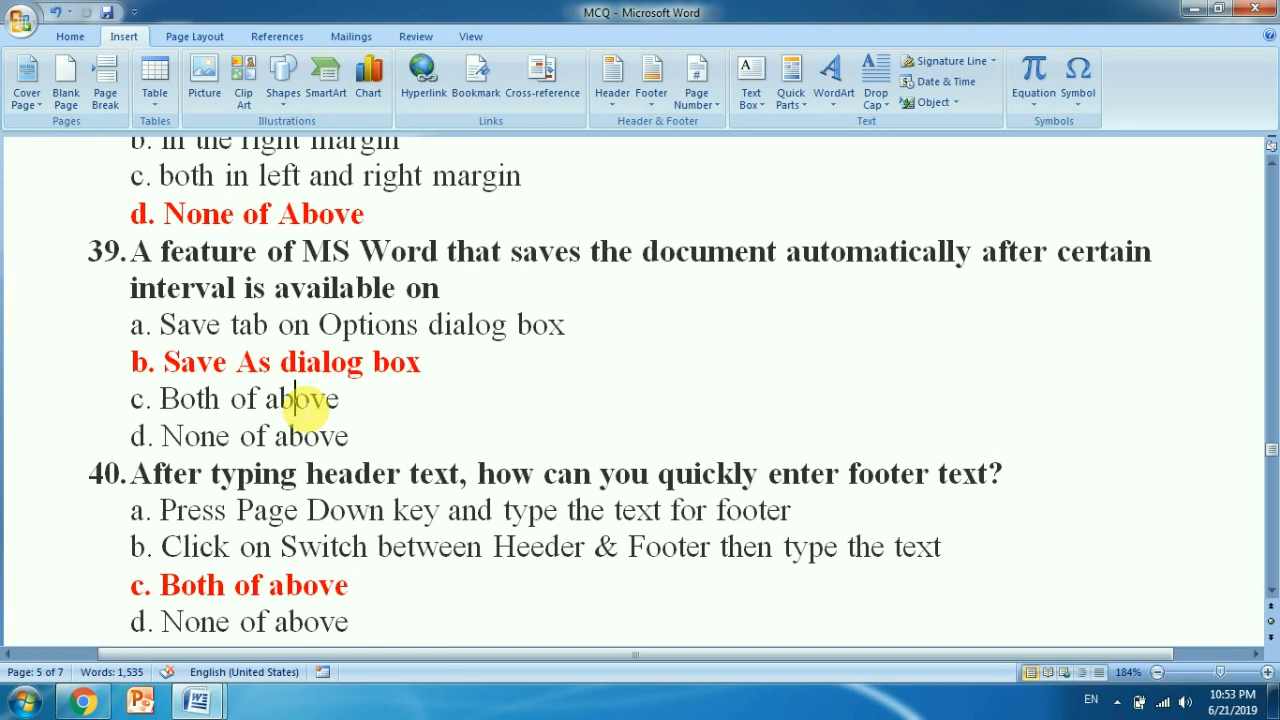 MCQ - Microsoft Word
Home Insert Page Layout References Mailings Review View
Cover Page Blank Page Page Break Table Picture Clip Art Shapes SmartArt Chart Hyperlink Bookmark Cross-reference Header Footer Page Number Text Box Quick Parts WordArt Drop Cap Signature Line Date & Time Object Equation Symbol
Pages Tables Illustrations Links Header & Footer Text Symbols
b. in the right margin
c. both in left and right margin
d. None of Above
39. A feature of MS Word that saves the document automatically after certain
interval is available on
a. Save tab on Options dialog box
b. Save As dialog box
c. Both of above
d. None of above
40. After typing header text, how can you quickly enter footer text?
a. Press Page Down key and type the text for footer
b. Click on Switch between Heeder & Footer then type the text
c. Both of above
d. None of above
Page: 5 of 7 Words: 1,535 English (United States) 184%
EN 10:53 PM
6/21/2019